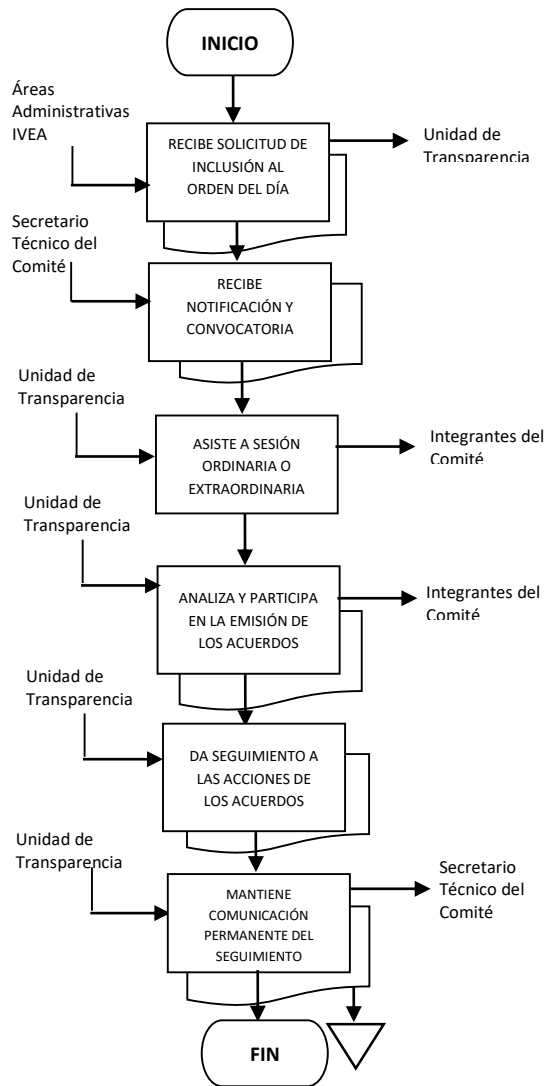 INICIO
Áreas
Administrativas
IVEA
RECIBE SOLICITUD DE
INCLUSIÓN AL
ORDEN DEL DÍA
Unidad de
Transparencia
Secretario
Técnico del
Comité
RECIBE
NOTIFICACIÓN Y
CONVOCATORIA
Unidad de
Transparencia
ASISTE A SESIÓN
ORDINARIA O
EXTRAORDINARIA
Integrantes del
Comité
Unidad de
Transparencia
ANALIZA Y PARTICIPA
EN LA EMISIÓN DE
LOS ACUERDOS
Integrantes del
Comité
Unidad de
Transparencia
DA SEGUIMIENTO A
LAS ACCIONES DE
LOS ACUERDOS
Unidad de
Transparencia
MANTIENE
COMUNICACIÓN
PERMANENTE DEL
SEGUIMIENTO
Secretario
Técnico del
Comité
FIN